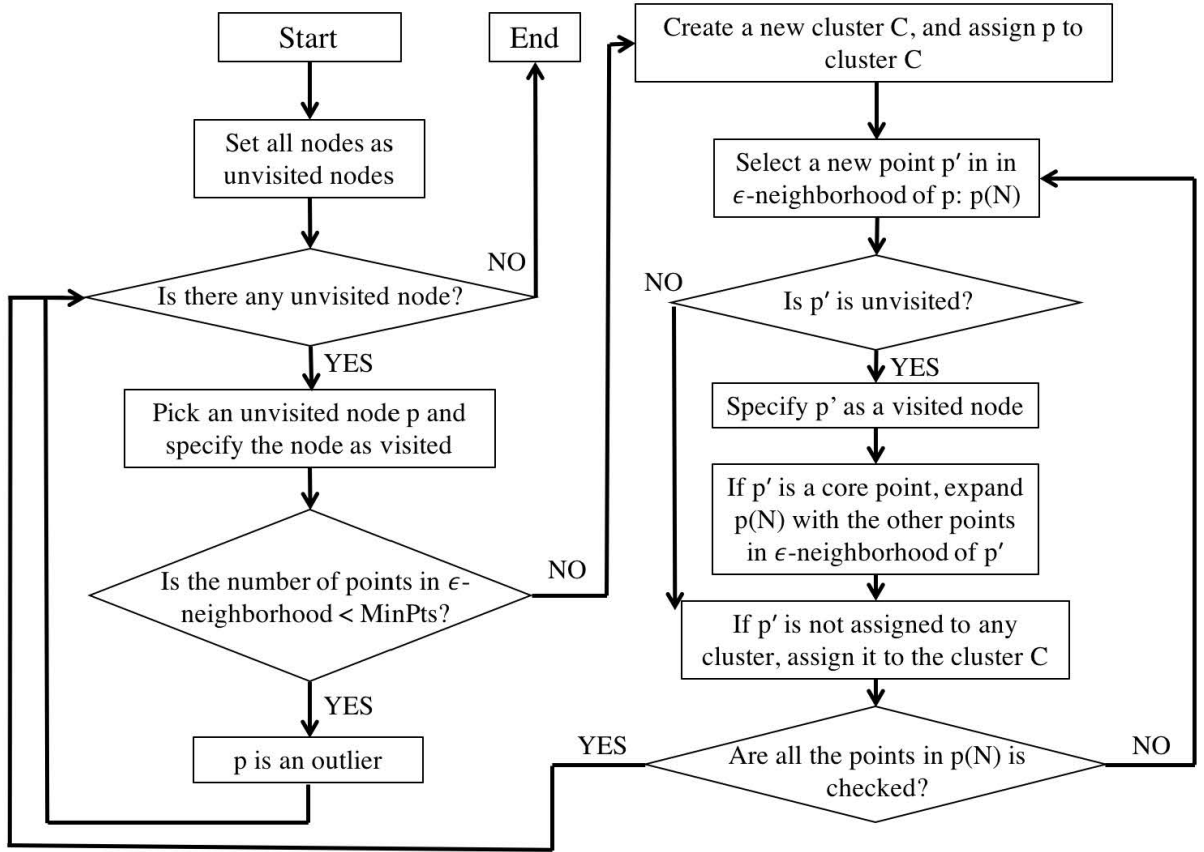 Start
Set all nodes as
unvisited nodes
Is there any unvisited node?
NO
End
YES
Pick an unvisited node p and
specify the node as visited
Is the number of points in ϵ-
neighborhood < MinPts?
NO
YES
p is an outlier
Create a new cluster C, and assign p to
cluster C
Select a new point p′ in in
ϵ-neighborhood of p: p(N)
Is p′ is unvisited?
NO
YES
Specify p’ as a visited node
If p′ is a core point, expand
p(N) with the other points
in ϵ-neighborhood of p′
If p′ is not assigned to any
cluster, assign it to the cluster C
Are all the points in p(N) is
checked?
YES
NO